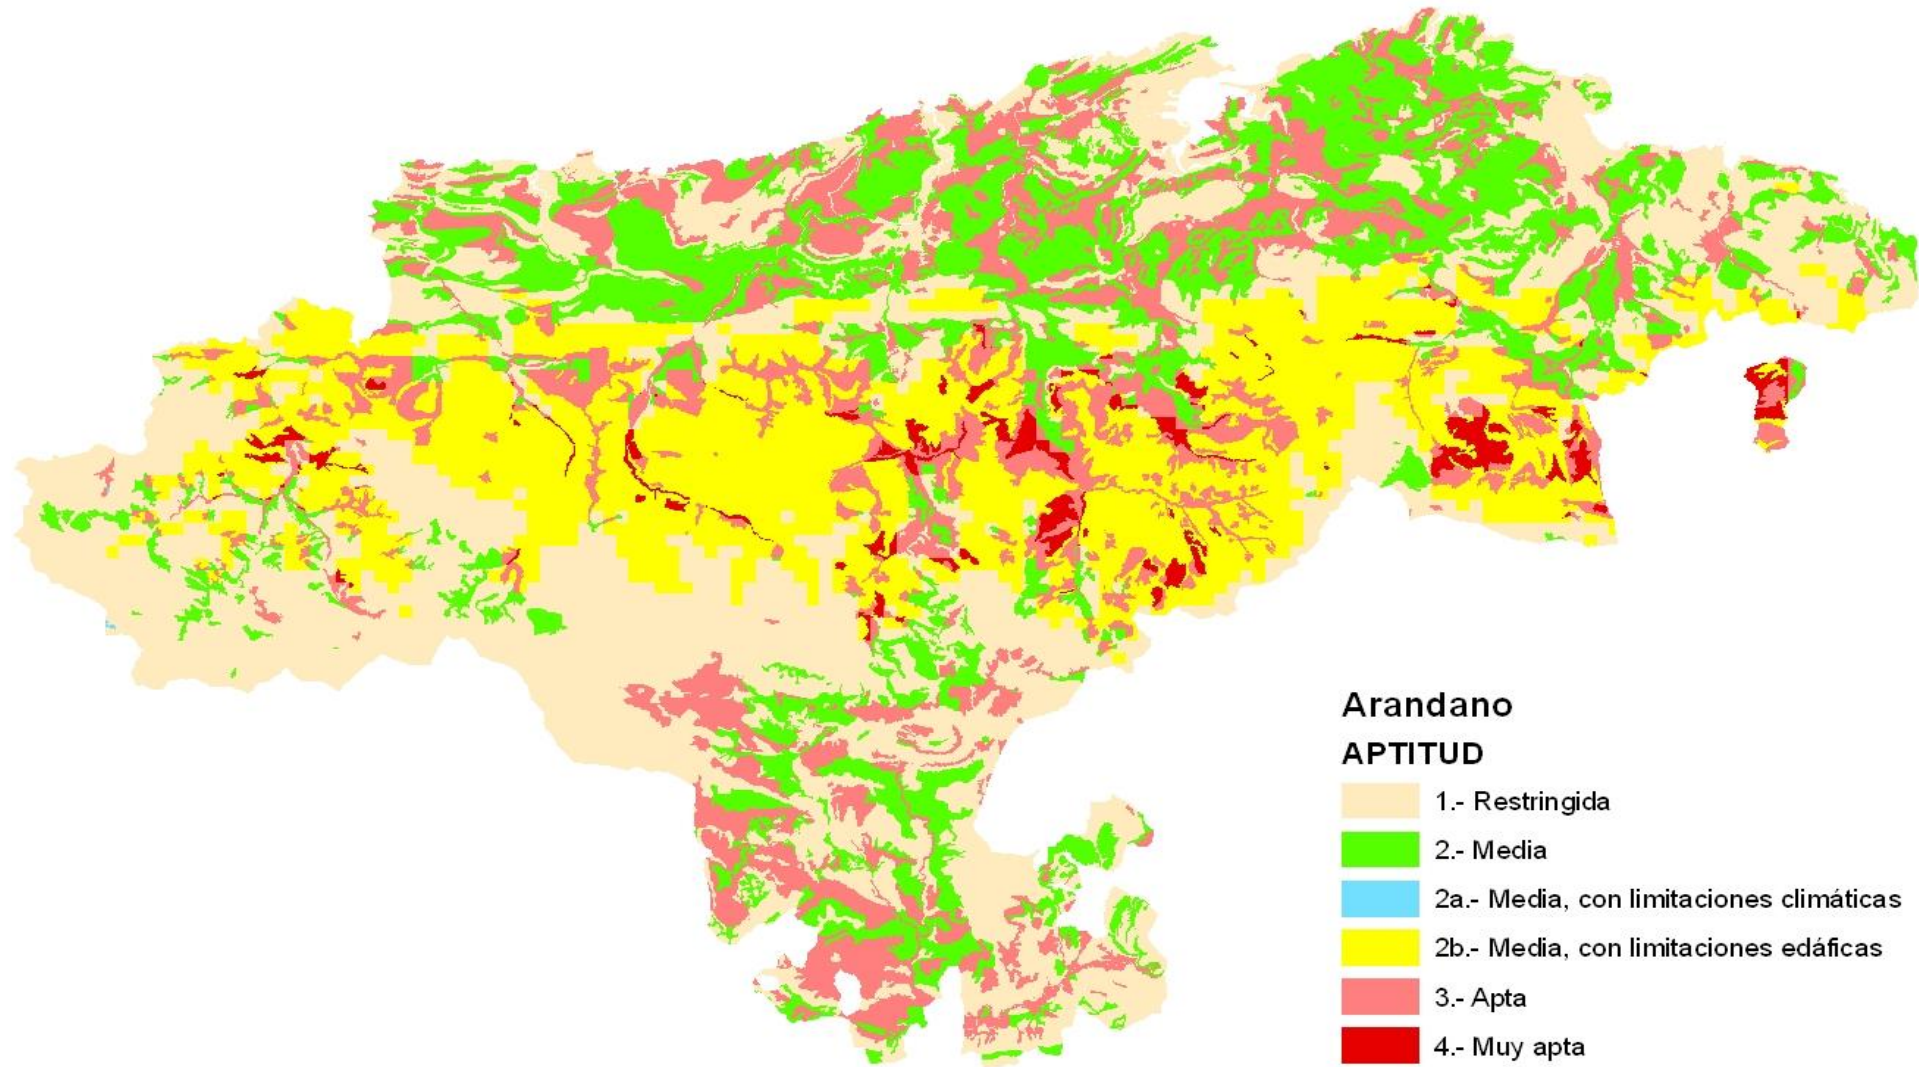 Arandano
APTITUD
1.- Restringida
2.- Media
2a.- Media, con limitaciones climáticas
2b.- Media, con limitaciones edáficas
3.- Apta
4.- Muy apta